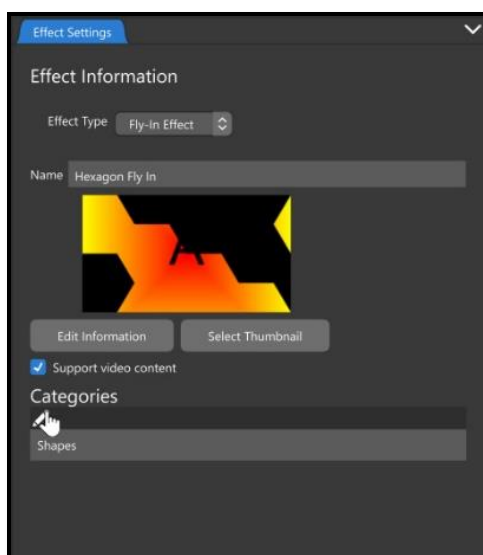 Effect Settings
Effect Information
Effect Type Fly-In Effect
Name Hexagon Fly In
A
Edit Information Select Thumbnail
Support video content
Categories
Shapes